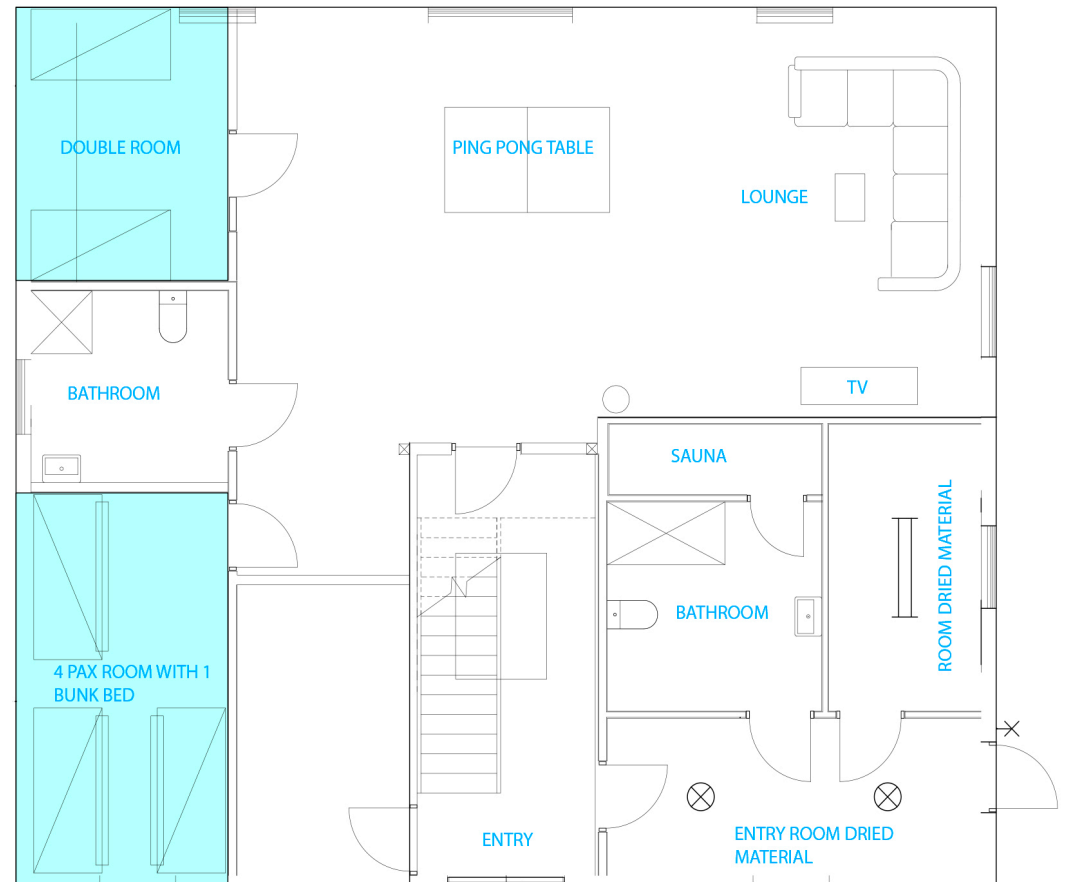 DOUBLE ROOM
PING PONG TABLE
LOUNGE
BATHROOM
TV
SAUNA
ROOM DRIED MATERIAL
BATHROOM
4 PAX ROOM WITH 1
BUNK BED
ENTRY
ENTRY ROOM DRIED
MATERIAL